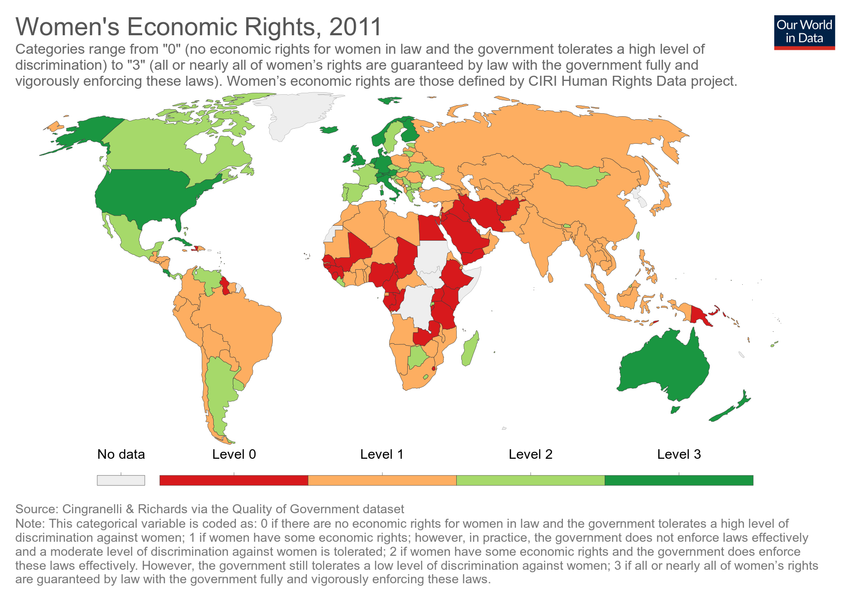 Women's Economic Rights, 2011
Our World
in Data
Categories range from "0" (no economic rights for women in law and the government tolerates a high level of
discrimination) to "3" (all or nearly all of women's rights are guaranteed by law with the government fully and
vigorously enforcing these laws). Women's economic rights are those defined by CIRI Human Rights Data project.
No data
Level 0
Level 1
Level 2
Level 3
Source: Cingranelli & Richards via the Quality of Government dataset
Note: This categorical variable is coded as: 0 if there are no economic rights for women in law and the government tolerates a high level of
discrimination against women; 1 if women have some economic rights; however, in practice, the government does not enforce laws effectively
and a moderate level of discrimination against women is tolerated; 2 if women have some economic rights and the government does enforce
these laws effectively. However, the government still tolerates a low level of discrimination against women; 3 if all or nearly all of women's rights
are guaranteed by law with the government fully and vigorously enforcing these laws.